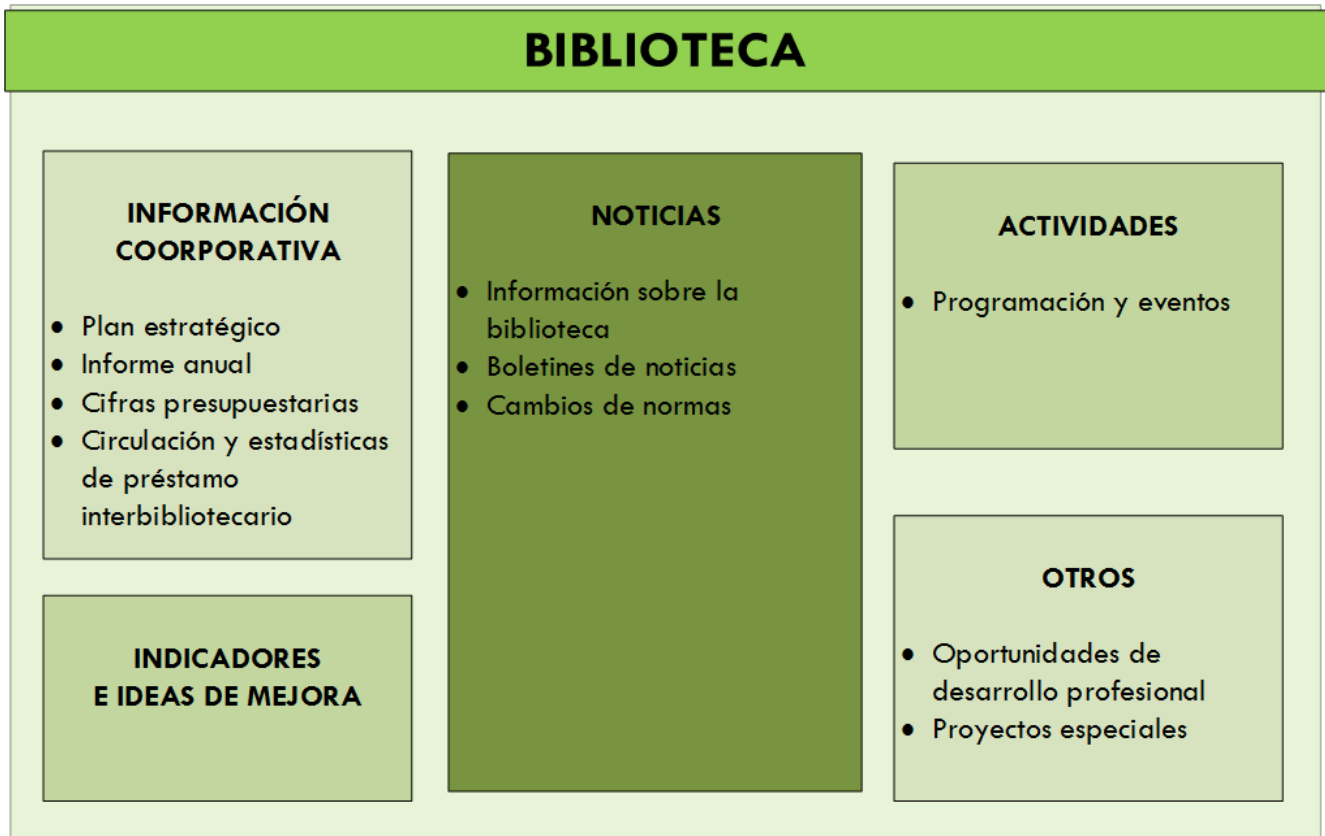 BIBLIOTECA
INFORMACIÓN
COORPORATIVA
● Plan estratégico
● Informe anual
● Cifras presupuestarias
● Circulación y estadísticas
de préstamo
interbibliotecario
INDICADORES
E IDEAS DE MEJORA
NOTICIAS
● Información sobre la
biblioteca
● Boletines de noticias
● Cambios de normas
ACTIVIDADES
● Programación y eventos
OTROS
● Oportunidades de
desarrollo profesional
● Proyectos especiales